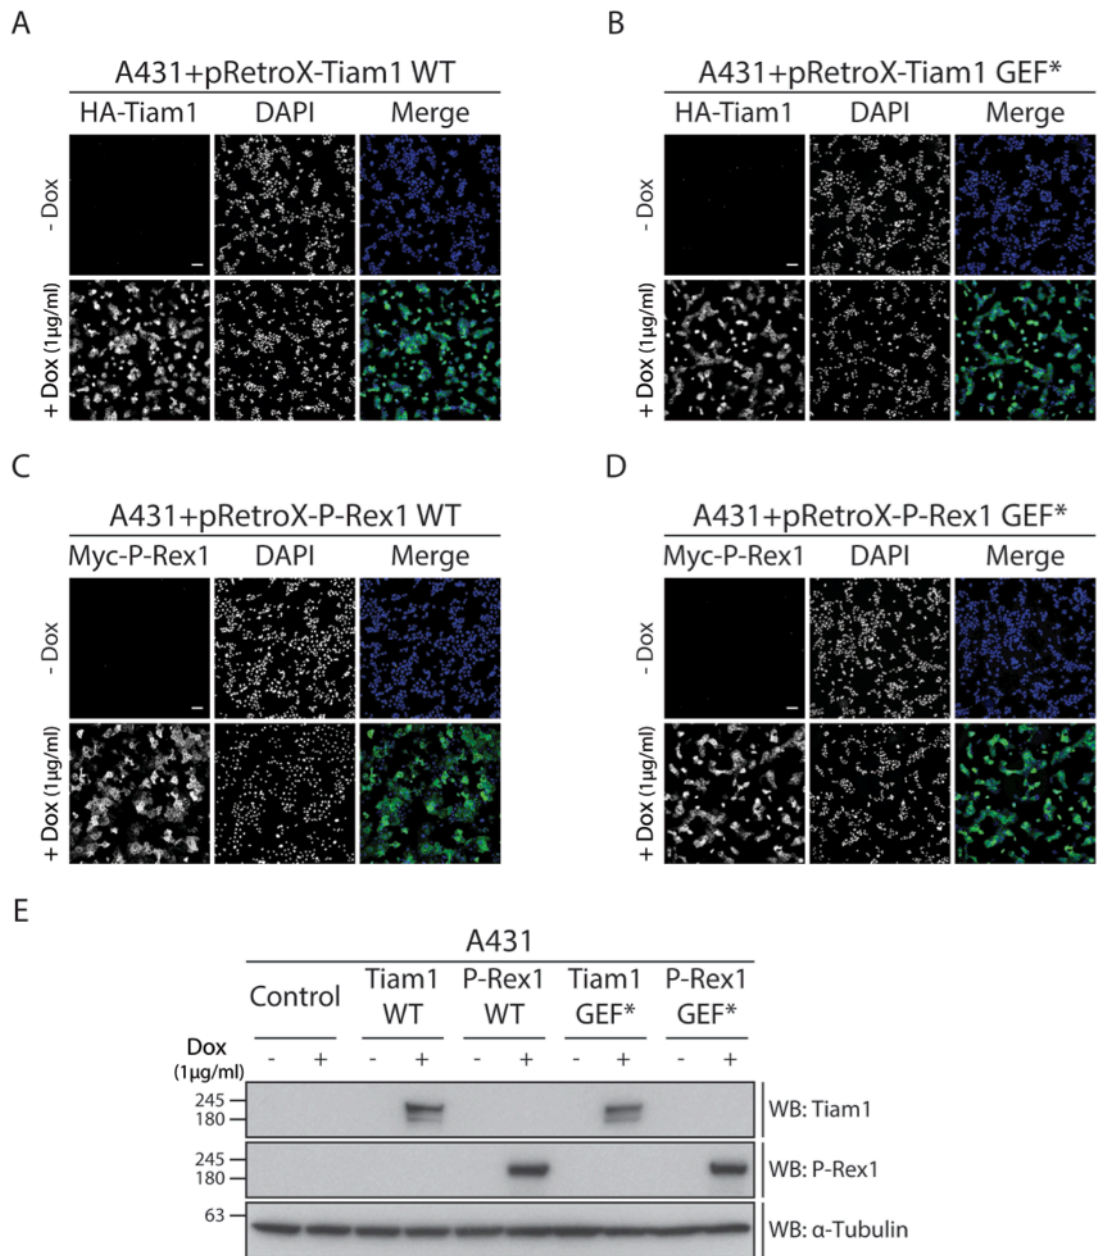 A
A431+pRetroX-Tiam1 WT
HA-Tiam1 DAPI Merge
- Dox
+ Dox (1µg/ml)
B
A431+pRetroX-Tiam1 GEF*
HA-Tiam1 DAPI Merge
- Dox
+ Dox (1µg/ml)
C
A431+pRetroX-P-Rex1 WT
Myc-P-Rex1 DAPI Merge
- Dox
+ Dox (1µg/ml)
D
A431+pRetroX-P-Rex1 GEF*
Myc-P-Rex1 DAPI Merge
- Dox
+ Dox (1µg/ml)
E
A431
Control Tiam1 WT P-Rex1 WT Tiam1 GEF* P-Rex1 GEF*
Dox (1µg/ml) - + - + - + - + - +
245
180
WB: Tiam1
245
180
WB: P-Rex1
63
WB: α-Tubulin